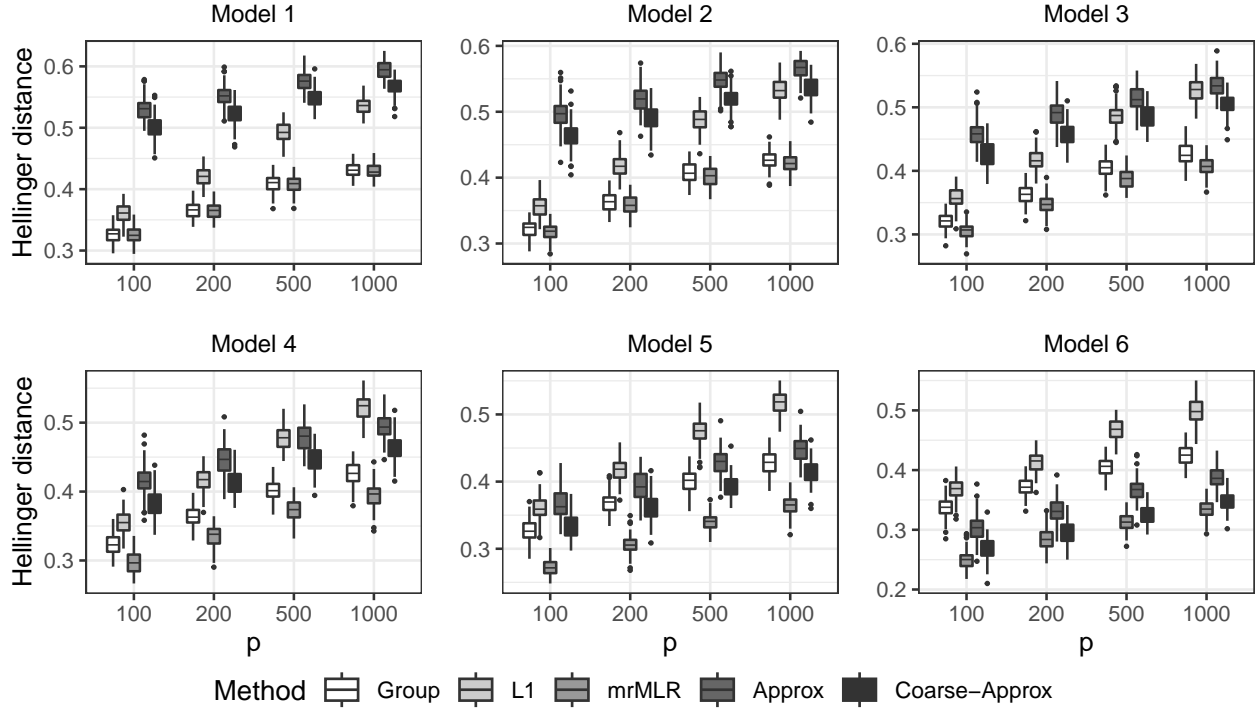 Model 1 Model 2 Model 3
Hellinger distance
0.6 0.6 0.6
0.5 0.5 0.5
0.4 0.4 0.4
0.3 0.3 0.3
100 200 500 1000 100 200 500 1000 100 200 500 1000
Model 4 Model 5 Model 6
Hellinger distance
0.5 0.5 0.5
0.4 0.4 0.4
0.3 0.3 0.3
0.2
100 200 500 1000 100 200 500 1000 100 200 500 1000
p p p
Method Group L1 mrMLR Approx Coarse−Approx